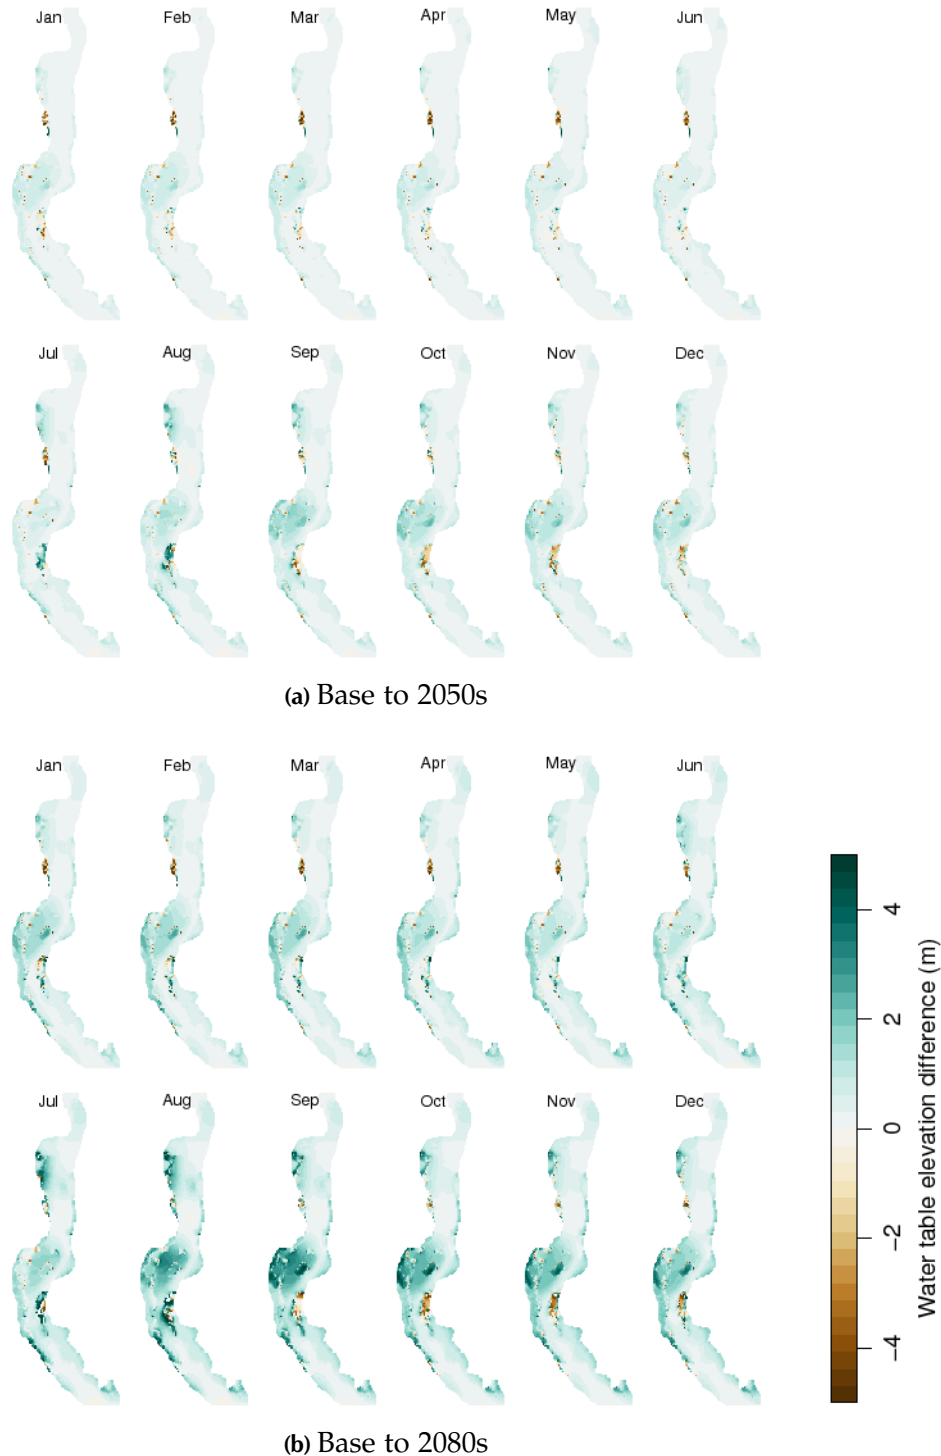 Jan Feb Mar Apr May Jun
Jul Aug Sep Oct Nov Dec
(a) Base to 2050s
Jan Feb Mar Apr May Jun
Jul Aug Sep Oct Nov Dec
(b) Base to 2080s
4
2
0
−2
−4
Water table elevation difference (m)